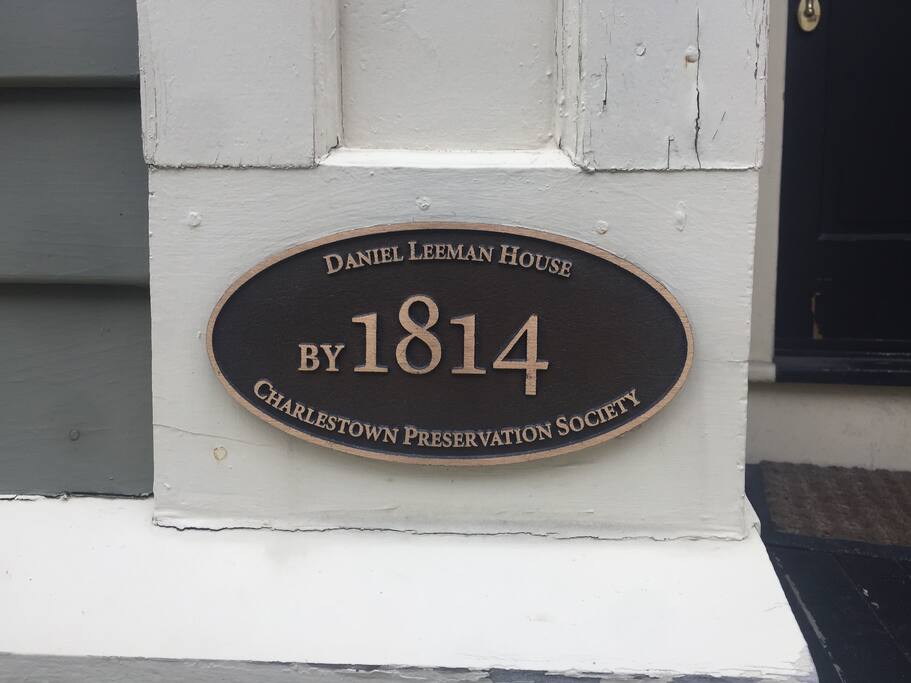 Daniel Leeman House
by 1814
Charlestown Preservation Society